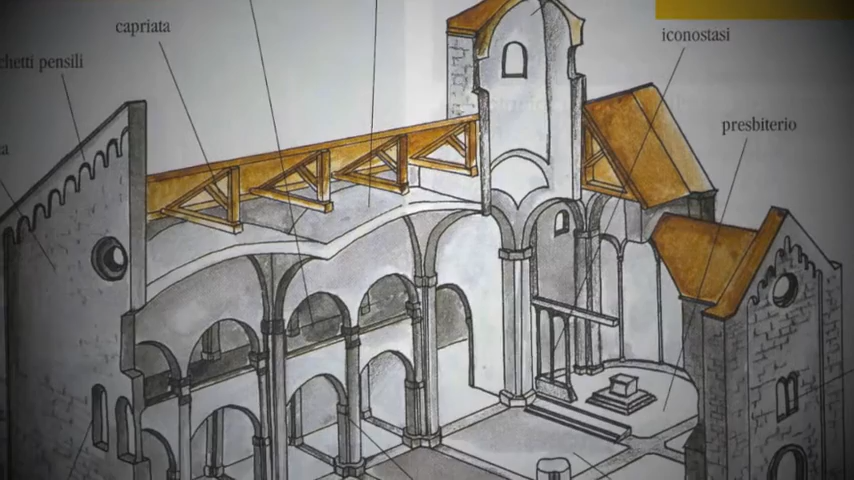 capriata
iconostasi
chetti pensili
presbiterio